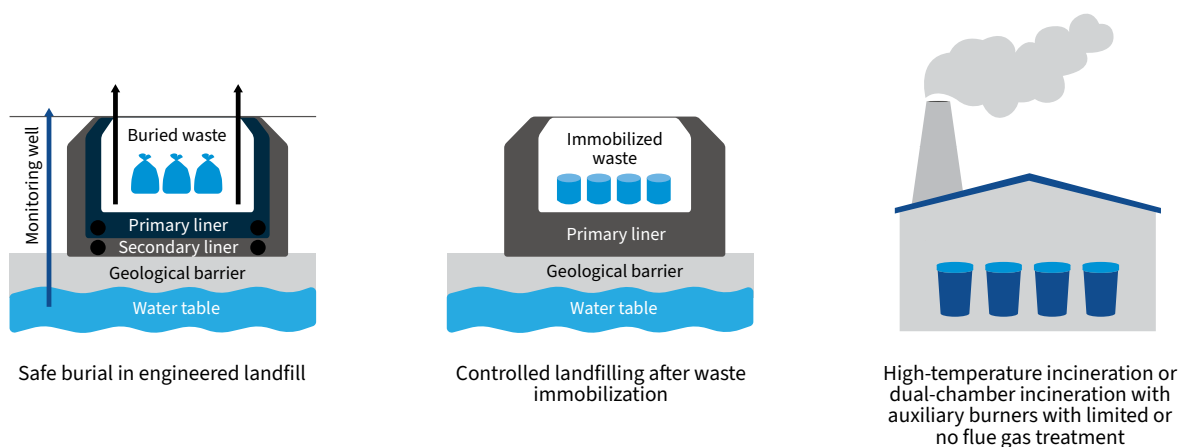 Monitoring well
Buried waste
Primary liner
Secondary liner
Geological barrier
Water table
Safe burial in engineered landfill
Immobilized
waste
Primary liner
Geological barrier
Water table
Controlled landfilling after waste
immobilization
High-temperature incineration or
dual-chamber incineration with
auxiliary burners with limited or
no flue gas treatment